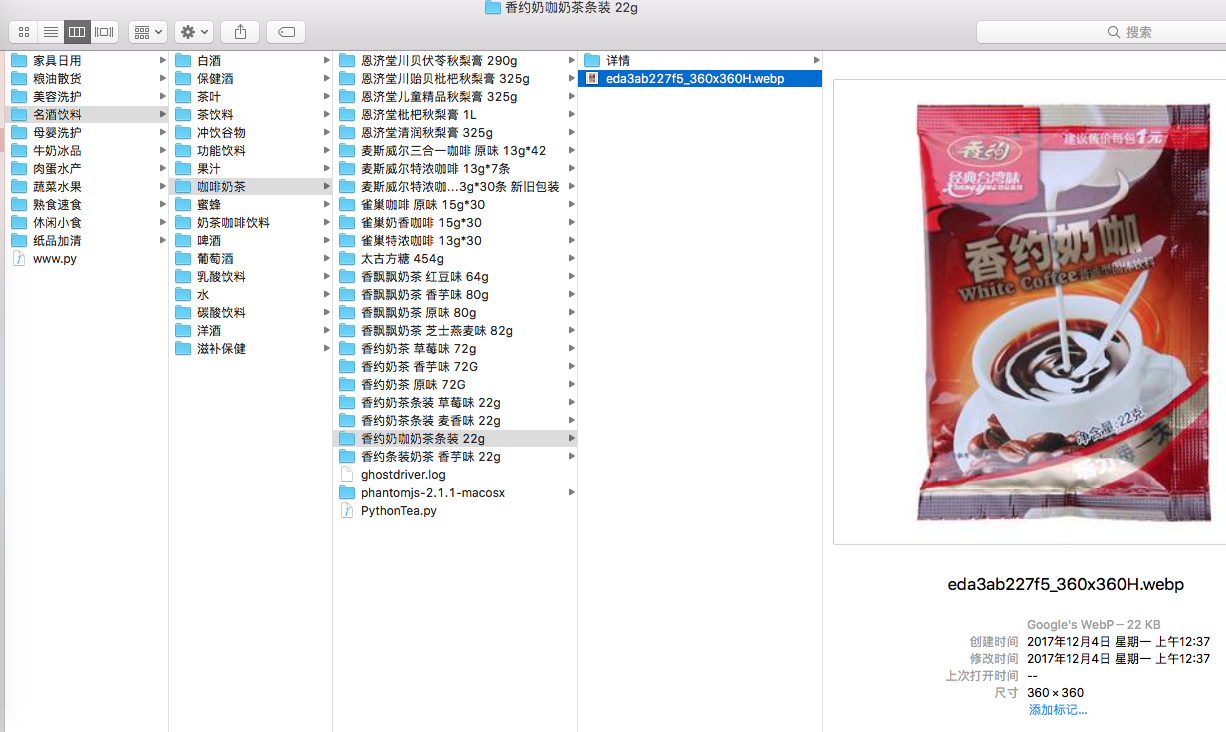 香约奶咖奶茶条装 22g
搜索
家具日用
粮油散货
美容洗护
名酒饮料
母婴洗护
牛奶冰品
肉蛋水产
蔬菜水果
熟食速食
休闲小食
纸品加清
www.py
白酒
保健酒
茶叶
茶饮料
冲饮谷物
功能饮料
果汁
咖啡奶茶
蜜蜂
奶茶咖啡饮料
啤酒
葡萄酒
乳酸饮料
水
碳酸饮料
洋酒
滋补保健
恩济堂川贝伏苓秋梨膏 290g
恩济堂川贻贝枇杷秋梨膏 325g
恩济堂儿童精品秋梨膏 325g
恩济堂枇杷秋梨膏 1L
恩济堂清润秋梨膏 325g
麦斯威尔三合一咖啡 原味 13g*42
麦斯威尔特浓咖啡 13g*7条
麦斯威尔特浓咖...3g*30条 新旧包装
雀巢咖啡 原味 15g*30
雀巢奶香咖啡 15g*30
雀巢特浓咖啡 13g*30
太古方糖 454g
香飘飘奶茶 红豆味 64g
香飘飘奶茶 香芋味 80g
香飘飘奶茶 原味 80g
香飘飘奶茶 芝士燕麦味 82g
香约奶茶 草莓味 72g
香约奶茶 香芋味 72G
香约奶茶 原味 72G
香约奶茶条装 草莓味 22g
香约奶茶条装 麦香味 22g
香约奶咖奶茶条装 22g
香约条装奶茶 香芋味 22g
ghostdriver.log
phantomjs-2.1.1-macosx
PythonTea.py
详情
eda3ab227f5_360x360H.webp
香约
建议售价每包1元
经典台湾味
香约奶咖
White Coffee
净含量:22克
eda3ab227f5_360x360H.webp
Google's WebP – 22 KB
创建时间 2017年12月4日 星期一 上午12:37
修改时间 2017年12月4日 星期一 上午12:37
上次打开时间 --
尺寸 360 × 360
添加标记...